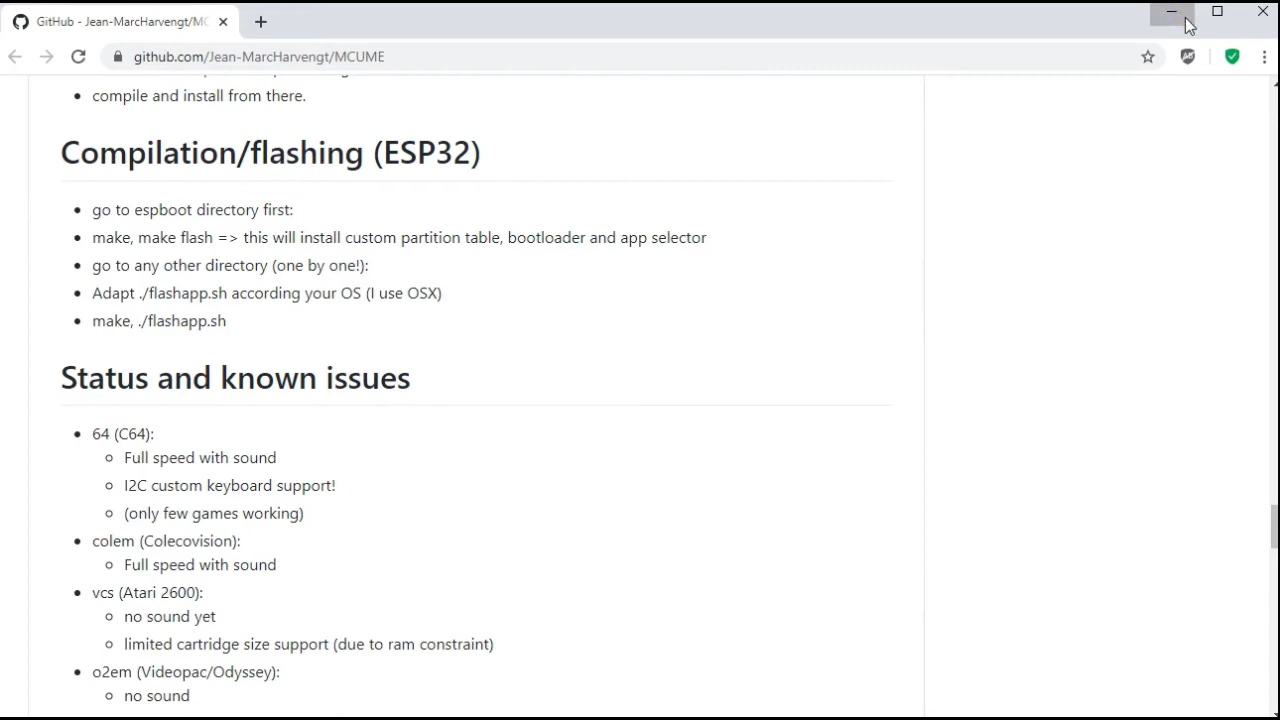 GitHub - Jean-MarcHarvengt/MC
github.com/Jean-MarcHarvengt/MCUME
compile and install from there.
Compilation/flashing (ESP32)
go to espboot directory first:
make, make flash => this will install custom partition table, bootloader and app selector
go to any other directory (one by one!):
Adapt ./flashapp.sh according your OS (I use OSX)
make, ./flashapp.sh
Status and known issues
64 (C64):
Full speed with sound
I2C custom keyboard support!
(only few games working)
colem (Colecovision):
Full speed with sound
vcs (Atari 2600):
no sound yet
limited cartridge size support (due to ram constraint)
o2em (Videopac/Odyssey):
no sound